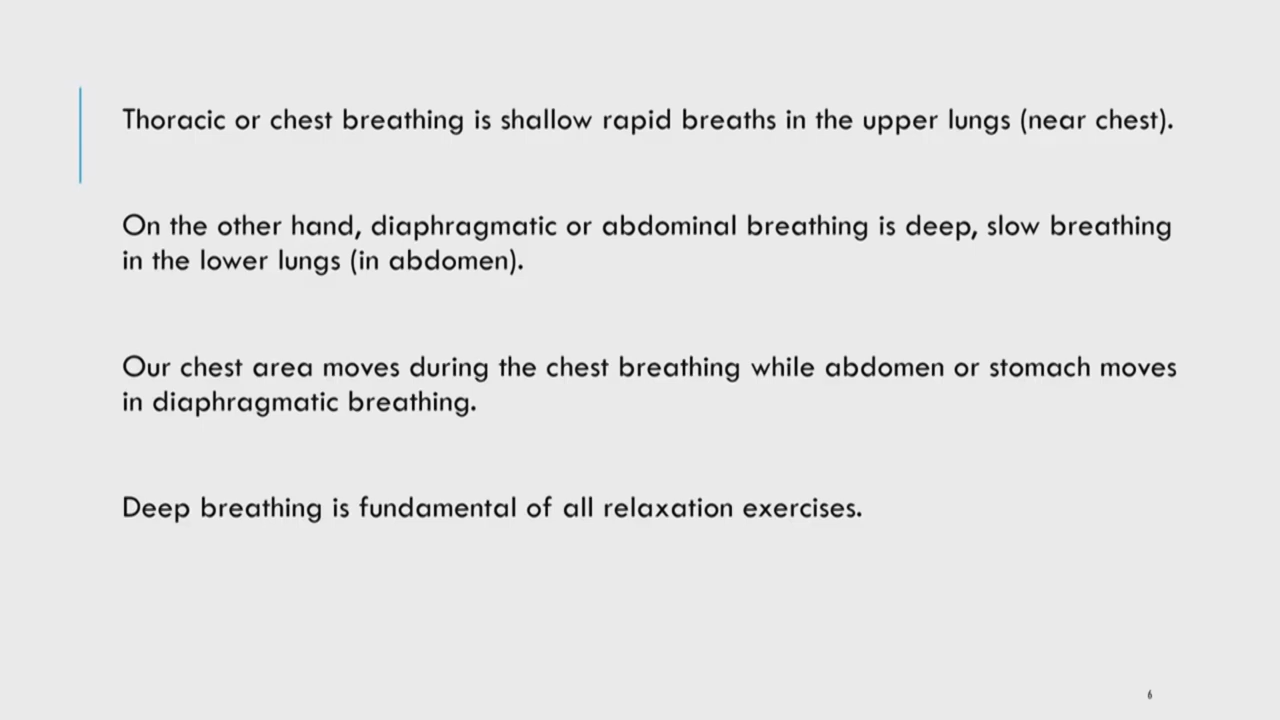 Thoracic or chest breathing is shallow rapid breaths in the upper lungs (near chest).
On the other hand, diaphragmatic or abdominal breathing is deep, slow breathing
in the lower lungs (in abdomen).
Our chest area moves during the chest breathing while abdomen or stomach moves
in diaphragmatic breathing.
Deep breathing is fundamental of all relaxation exercises.
6